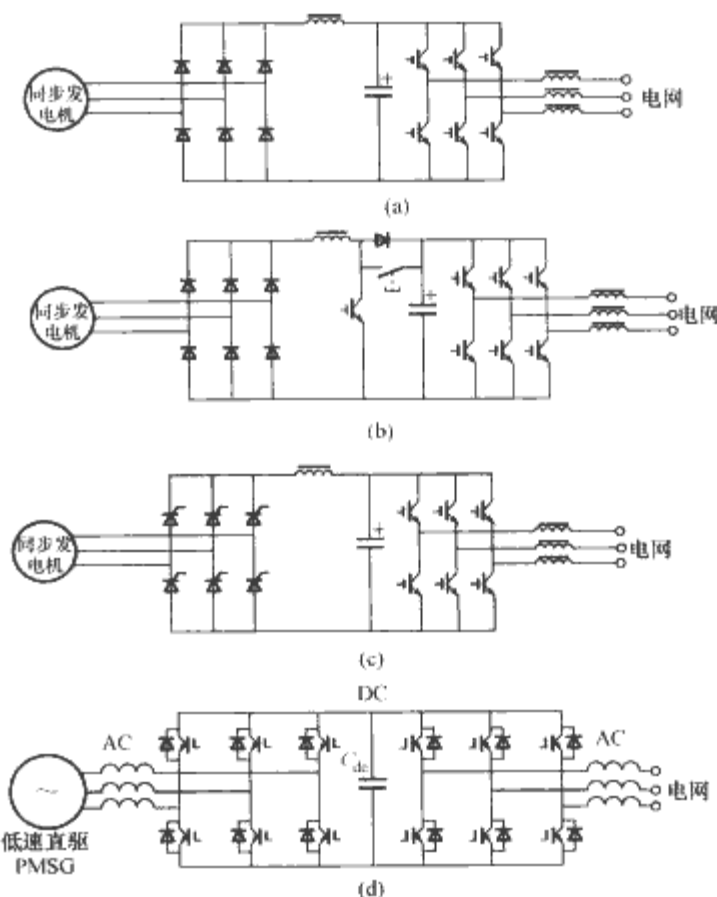 同步发
电机
+
电网
(a)
同步发
电机
+
电网
(b)
同步发
电机
+
电网
(c)
DC
AC
AC
~
C_dc
电网
低速直驱
PMSG
(d)